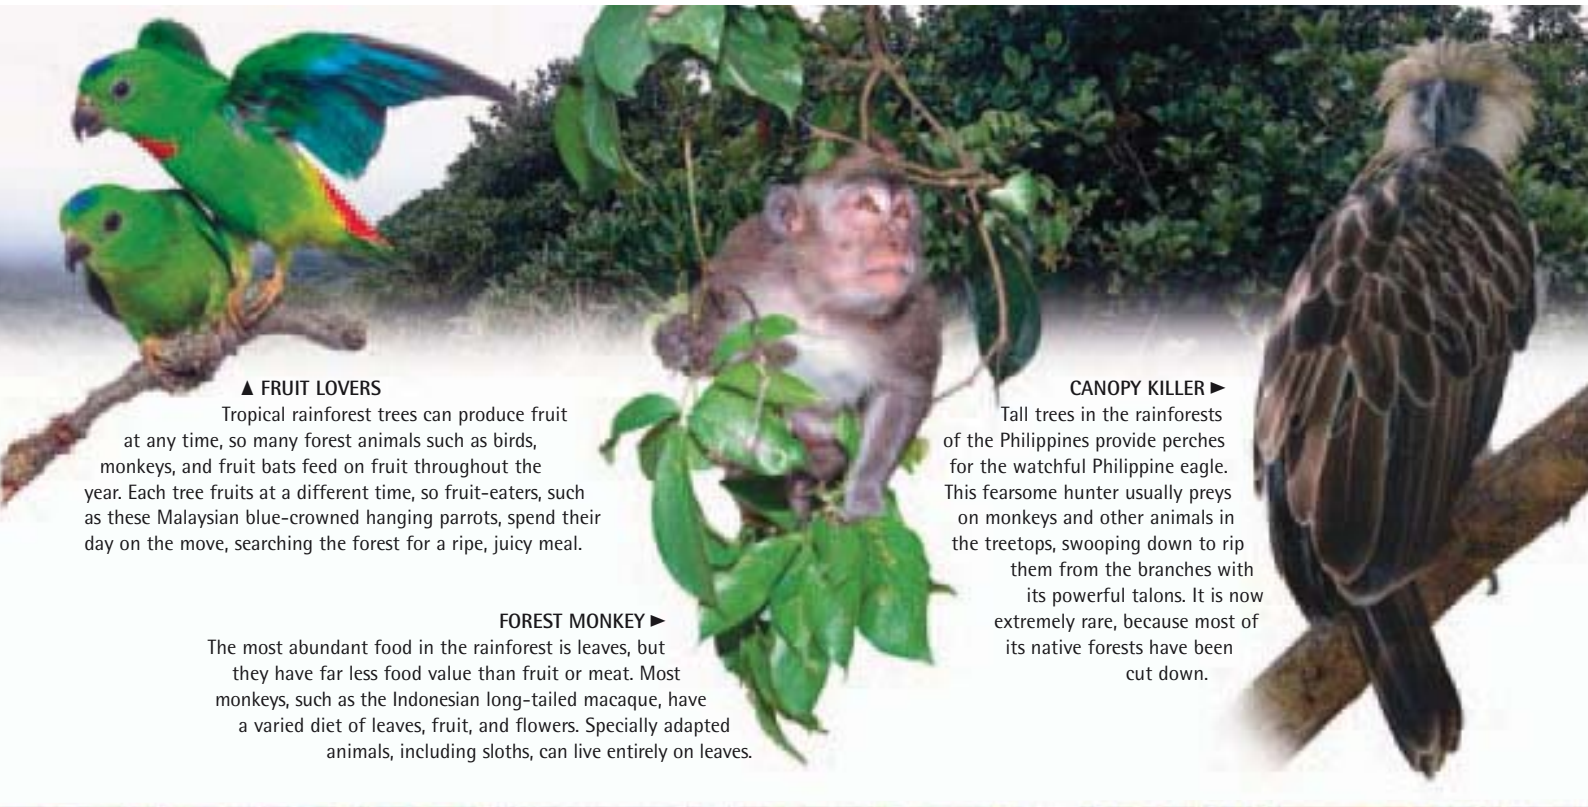 ▲ FRUIT LOVERS
Tropical rainforest trees can produce fruit
at any time, so many forest animals such as birds,
monkeys, and fruit bats feed on fruit throughout the
year. Each tree fruits at a different time, so fruit-eaters, such
as these Malaysian blue-crowned hanging parrots, spend their
day on the move, searching the forest for a ripe, juicy meal.
FOREST MONKEY ►
The most abundant food in the rainforest is leaves, but
they have far less food value than fruit or meat. Most
monkeys, such as the Indonesian long-tailed macaque, have
a varied diet of leaves, fruit, and flowers. Specially adapted
animals, including sloths, can live entirely on leaves.
CANOPY KILLER ►
Tall trees in the rainforests
of the Philippines provide perches
for the watchful Philippine eagle.
This fearsome hunter usually preys
on monkeys and other animals in
the treetops, swooping down to rip
them from the branches with
its powerful talons. It is now
extremely rare, because most of
its native forests have been
cut down.